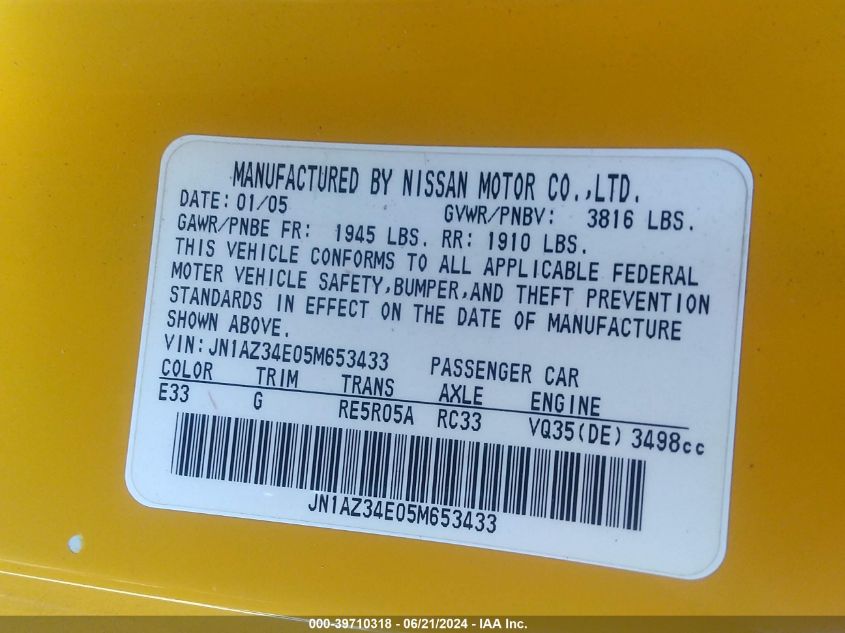 MANUFACTURED BY NISSAN MOTOR CO.,LTD.
DATE: 01/05 GVWR/PNBV: 3816 LBS.
GAWR/PNBE FR: 1945 LBS. RR: 1910 LBS.
THIS VEHICLE CONFORMS TO ALL APPLICABLE FEDERAL
MOTER VEHICLE SAFETY,BUMPER,AND THEFT PREVENTION
STANDARDS IN EFFECT ON THE DATE OF MANUFACTURE
SHOWN ABOVE.
VIN:JN1AZ34E05M653433 PASSENGER CAR
COLOR TRIM TRANS AXLE ENGINE
E33 G RE5R05A RC33 VQ35(DE) 3498cc
JN1AZ34E05M653433
000-39710318 - 06/21/2024 - IAA Inc.